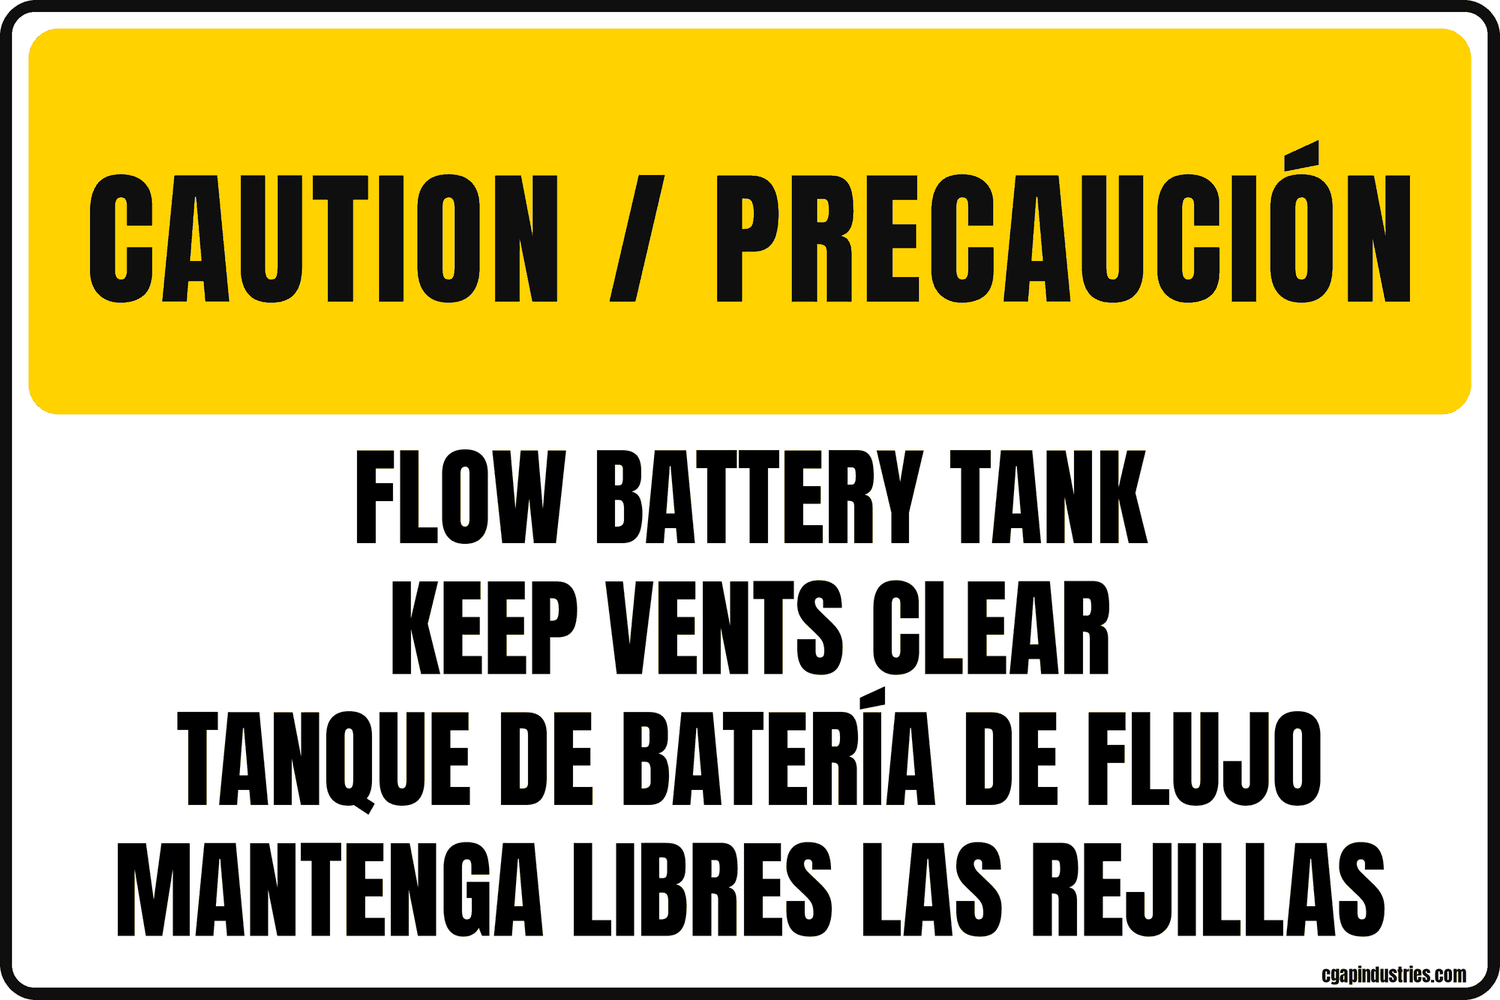 CAUTION / PRECAUCIÓN
FLOW BATTERY TANK
KEEP VENTS CLEAR
TANQUE DE BATERÍA DE FLUJO
MANTENGA LIBRES LAS REJILLAS
cgapindustries.com